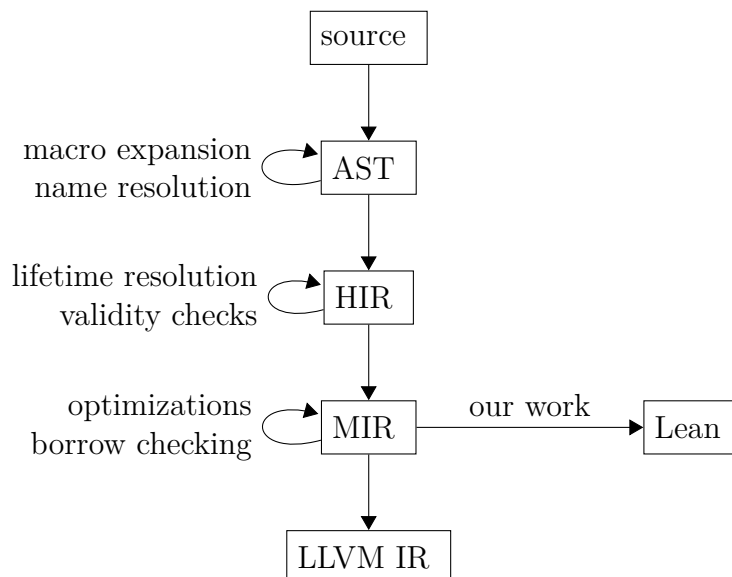 source
macro expansion
name resolution
AST
lifetime resolution
validity checks
HIR
optimizations
borrow checking
MIR
our work
Lean
LLVM IR